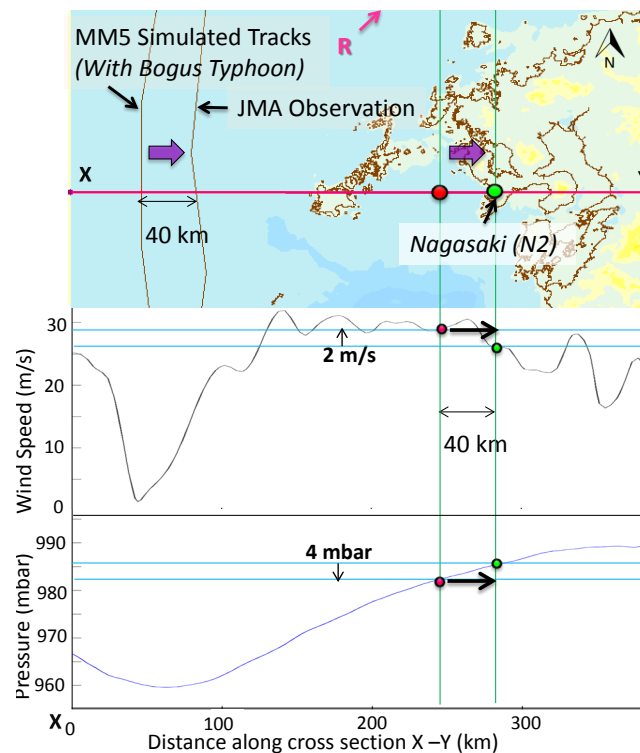 MM5 Simulated Tracks
(With Bogus Typhoon)
R
N
JMA Observation
X
40 km
Nagasaki (N2)
30
20
10
0
Wind Speed (m/s)
2 m/s
40 km
990
980
970
960
Pressure (mbar)
4 mbar
X
0
100
200
300
Distance along cross section X –Y (km)